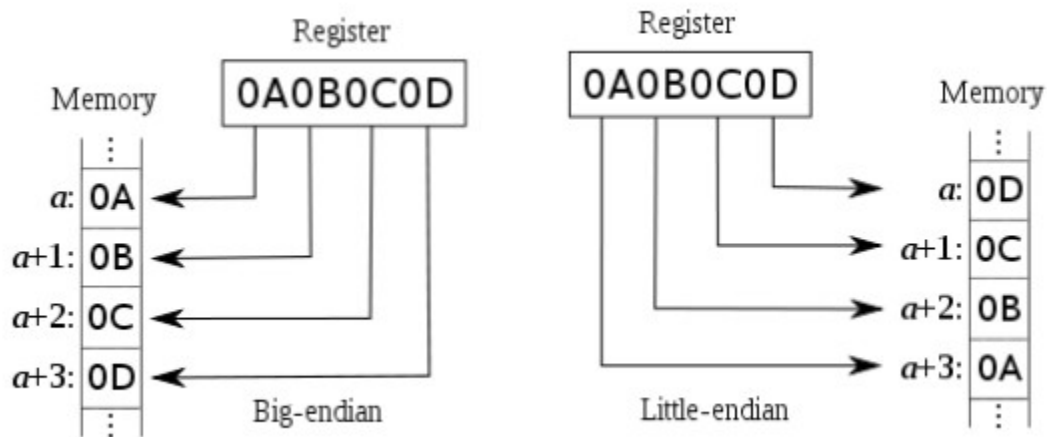 Register
0A0B0C0D
Memory
⋮
a: 0A
a+1: 0B
a+2: 0C
a+3: 0D
⋮
Big-endian
Register
0A0B0C0D
Memory
⋮
a: 0D
a+1: 0C
a+2: 0B
a+3: 0A
⋮
Little-endian